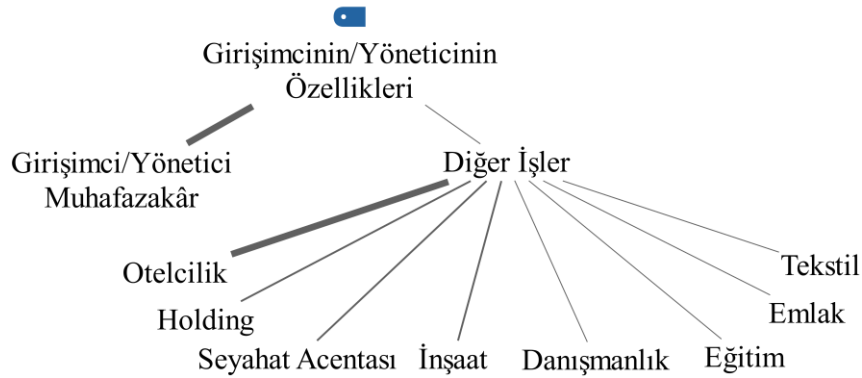 Girişimcinin/Yöneticinin
Özellikleri
Girişimci/Yönetici
Muhafazakâr
Diğer İşler
Otelcilik
Holding
Seyahat Acentası
İnşaat
Danışmanlık
Eğitim
Emlak
Tekstil